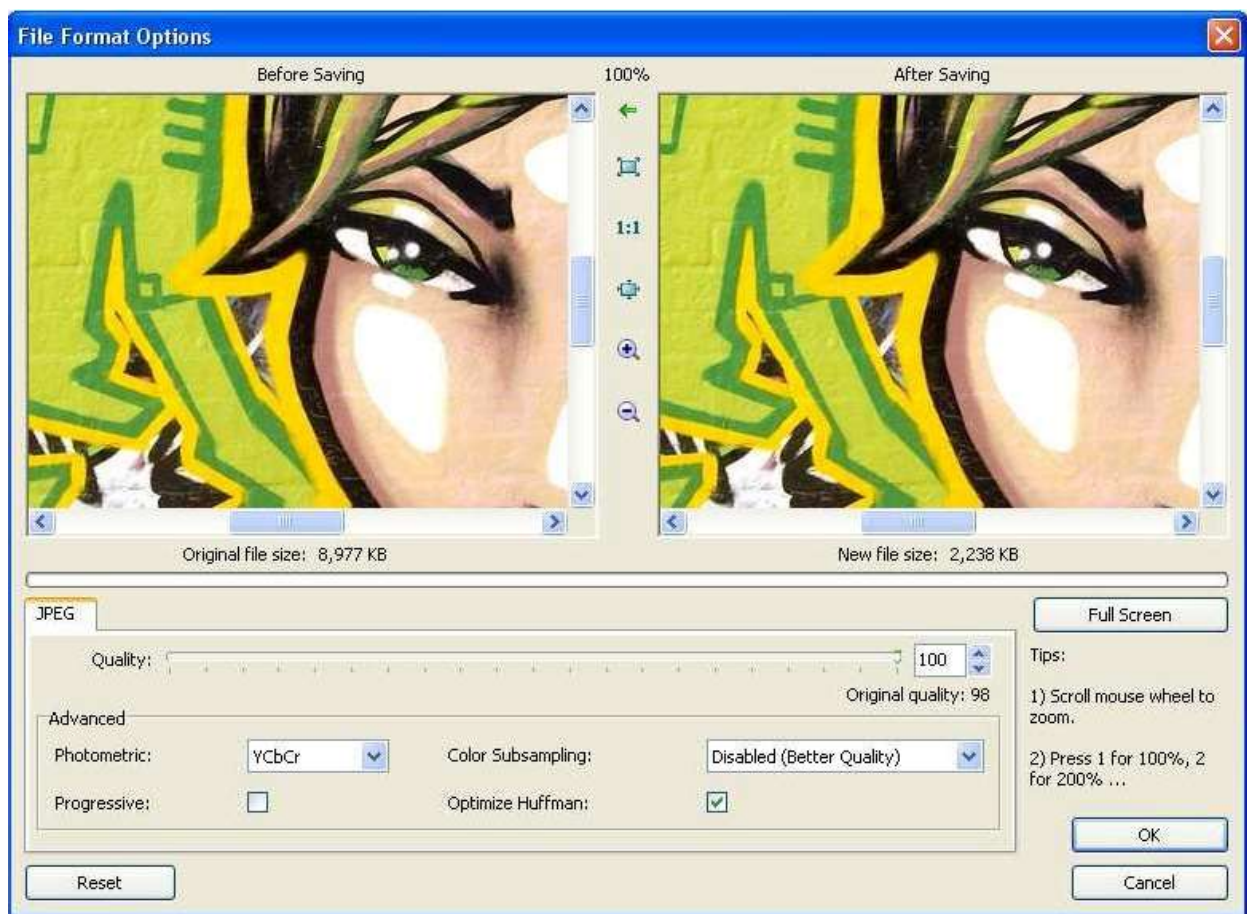 File Format Options
Before Saving
100%
After Saving
1:1
Original file size: 8,977 KB
New file size: 2,238 KB
JPEG
Full Screen
Quality:
100
Original quality: 98
Tips:
1) Scroll mouse wheel to
zoom.
2) Press 1 for 100%, 2
for 200% ...
Advanced
Photometric:
YCbCr
Color Subsampling:
Disabled (Better Quality)
Progressive:
Optimize Huffman:
OK
Reset
Cancel